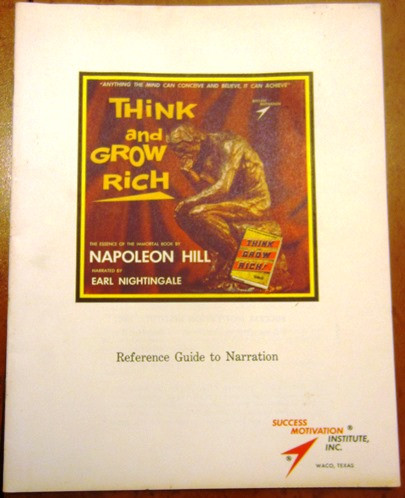 "ANYTHING THE MIND CAN CONCEIVE AND BELIEVE, IT CAN ACHIEVE"
SUCCESS
MOTIVATION
THiNK
and
GROW
RiCH
THE ESSENCE OF THE IMMORTAL BOOK BY
NAPOLEON HILL
NARRATED BY
EARL NIGHTINGALE
THINK
GROW
RICH!
Reference Guide to Narration
SUCCESS
MOTIVATION ®
INSTITUTE,
INC.
®
WACO, TEXAS